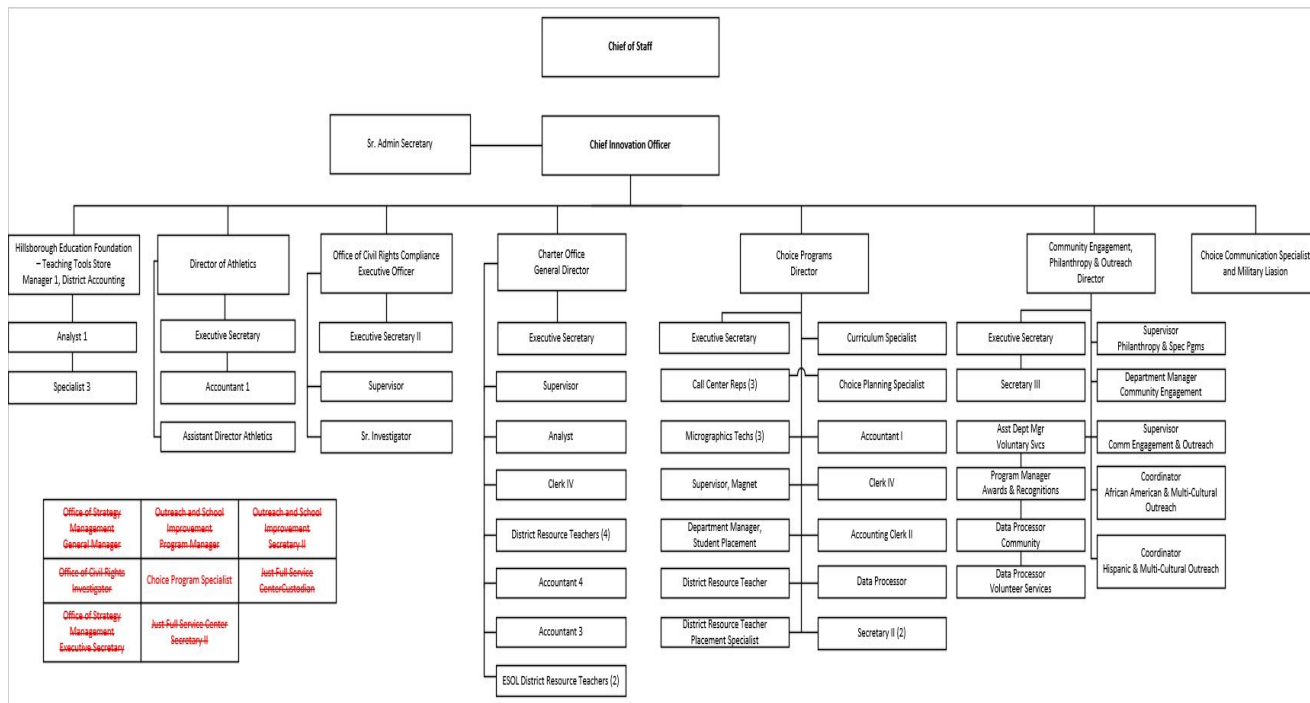 Chief of Staff
Sr. Admin Secretary
Chief Innovation Officer
Hillsborough Education Foundation
– Teaching Tools Store
Manager 1, District Accounting
Analyst 1
Specialist 3
Director of Athletics
Executive Secretary
Accountant 1
Assistant Director Athletics
Office of Civil Rights Compliance
Executive Officer
Executive Secretary II
Supervisor
Sr. Investigator
Charter Office
General Director
Executive Secretary
Supervisor
Analyst
Clerk IV
District Resource Teachers (4)
Accountant 4
Accountant 3
ESOL District Resource Teachers (2)
Choice Programs
Director
Executive Secretary
Call Center Reps (3)
Micrographics Techs (3)
Supervisor, Magnet
Department Manager,
Student Placement
District Resource Teacher
District Resource Teacher
Placement Specialist
Curriculum Specialist
Choice Planning Specialist
Accountant I
Clerk IV
Accounting Clerk II
Data Processor
Secretary II (2)
Community Engagement,
Philanthropy & Outreach
Director
Executive Secretary
Secretary III
Asst Dept Mgr
Voluntary Svcs
Program Manager
Awards & Recognitions
Data Processor
Community
Data Processor
Volunteer Services
Supervisor
Philanthropy & Spec Pgms
Department Manager
Community Engagement
Supervisor
Comm Engagement & Outreach
Coordinator
African American & Multi-Cultural
Outreach
Coordinator
Hispanic & Multi-Cultural Outreach
Choice Communication Specialist
and Military Liasion
Office of Strategy
Management
General Manager
Outreach and School
Improvement
Program Manager
Outreach and School
Improvement
Secretary II
Office of Civil Rights
Investigator
Choice Program Specialist
Just Full Service
CenterCustodian
Office of Strategy
Management
Executive Secretary
Just Full Service Center
Secretary II